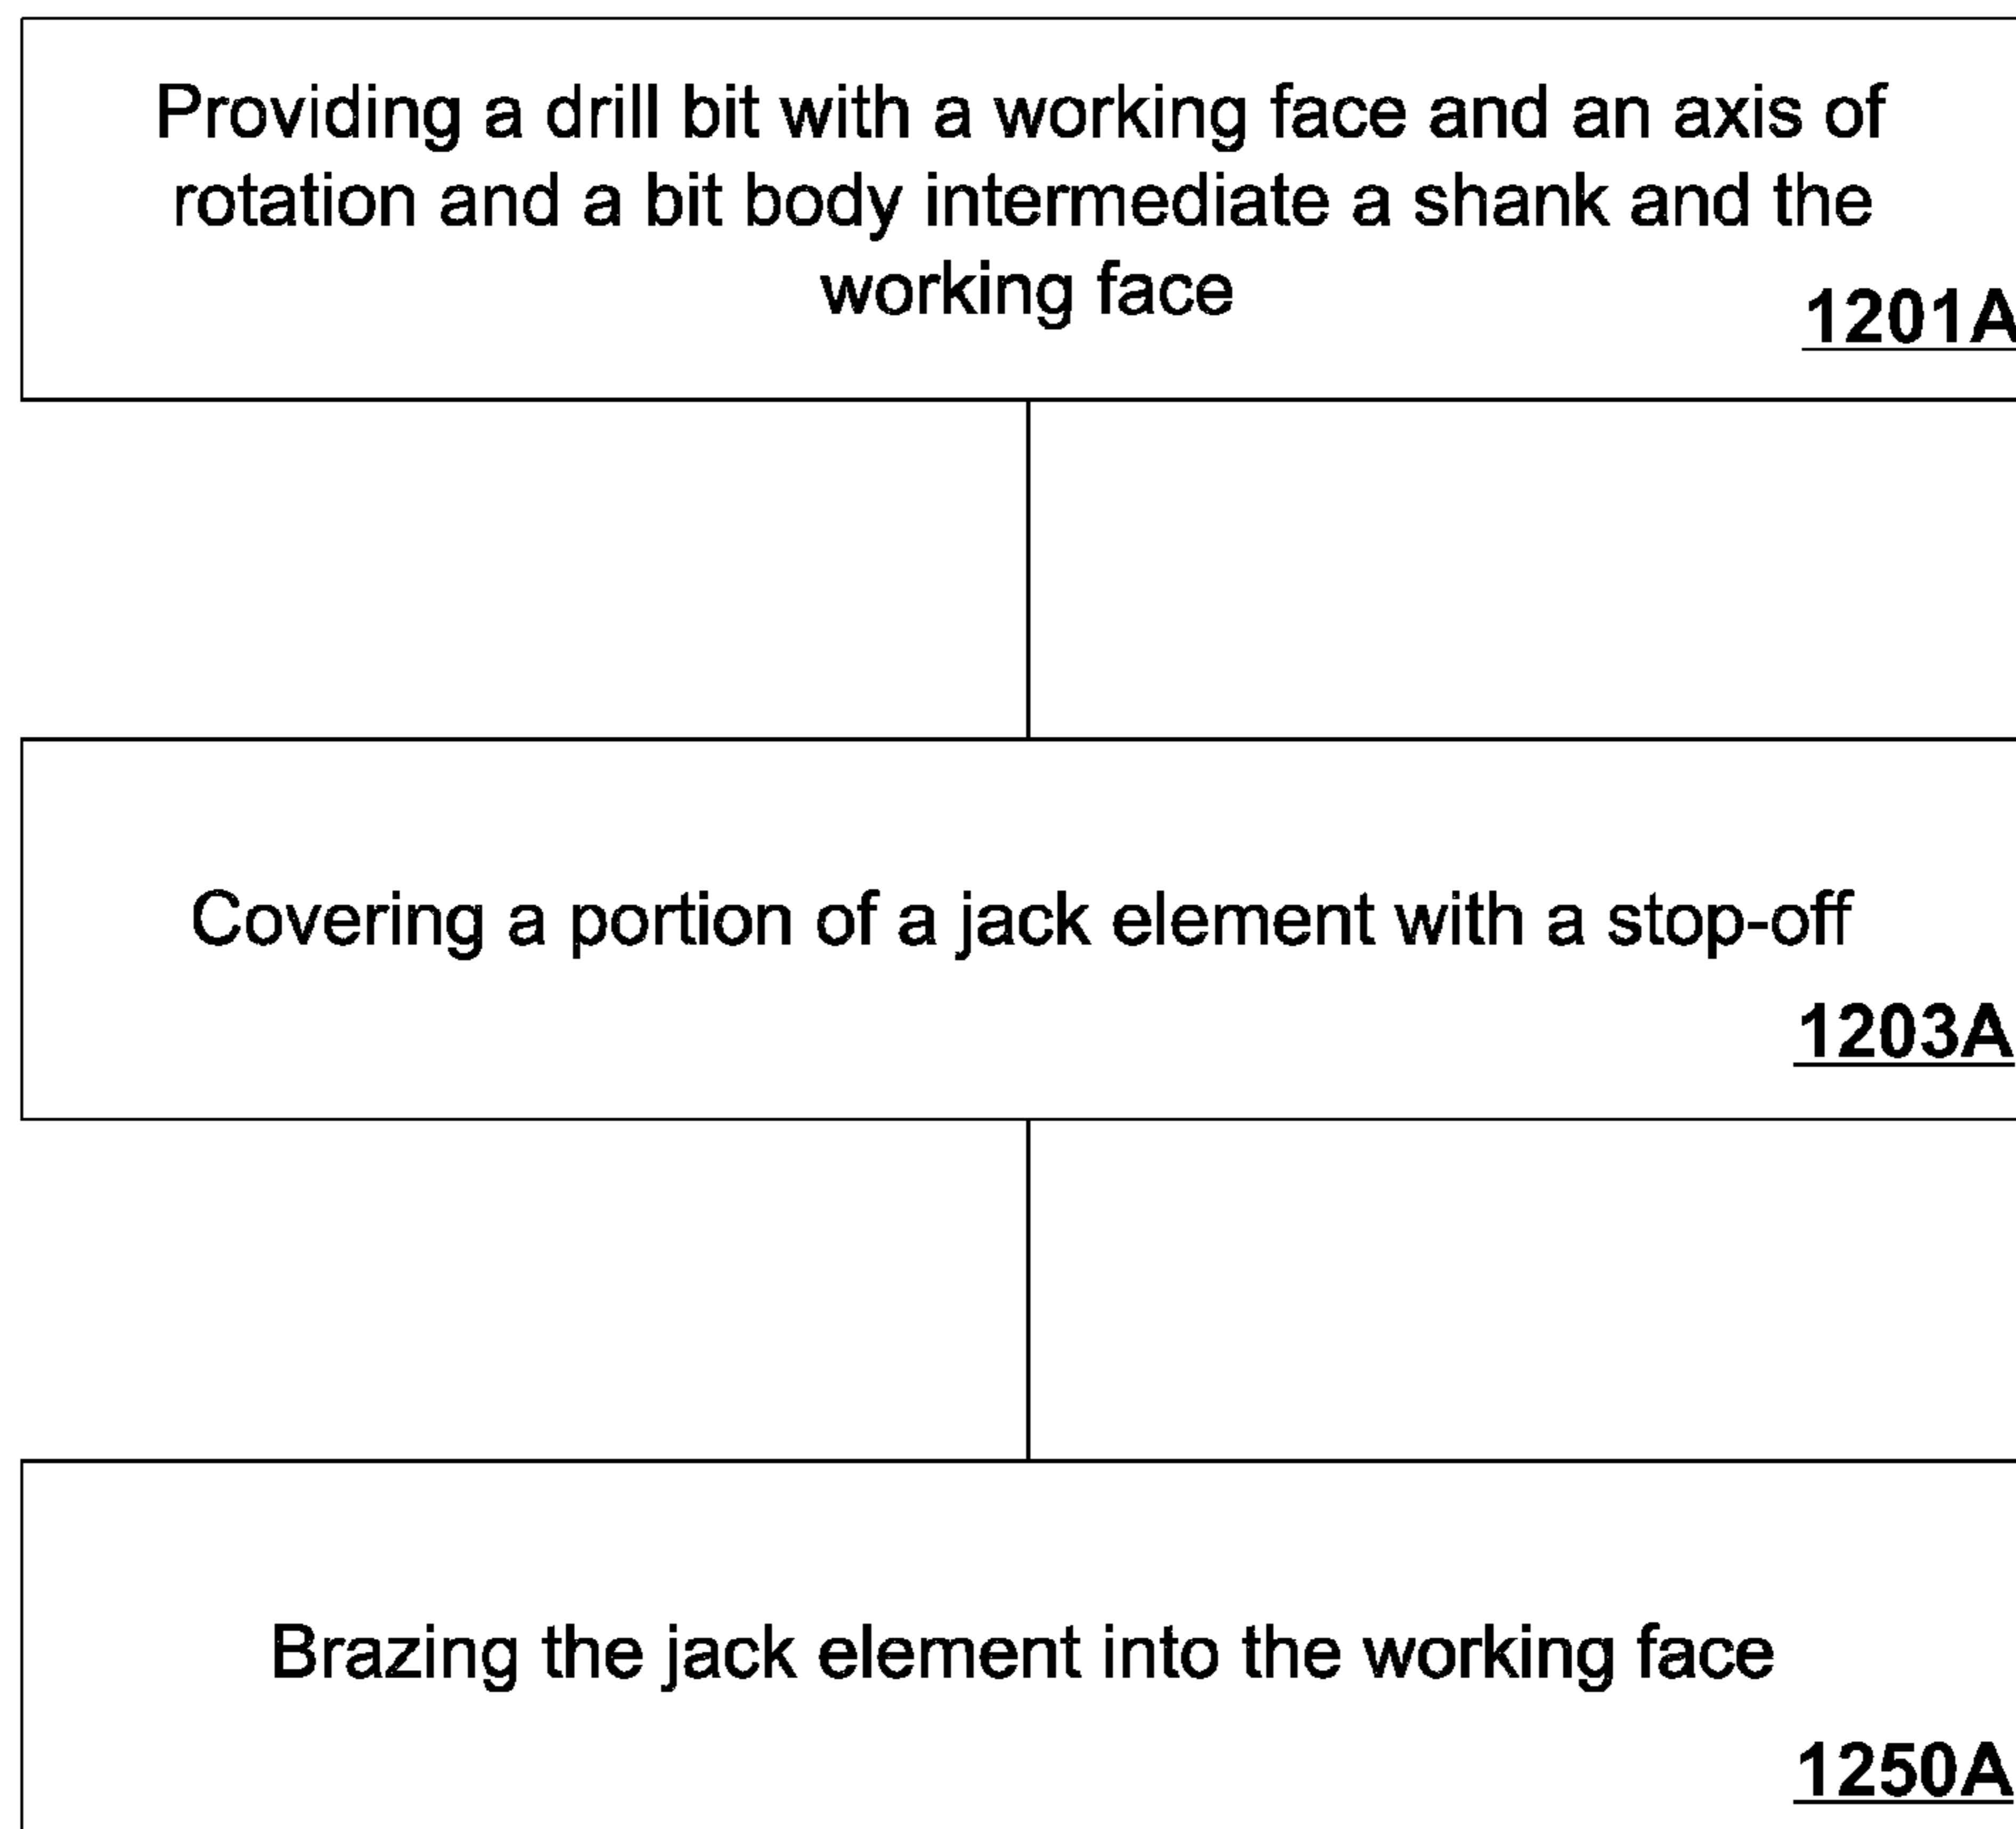 Providing a drill bit with a working face and an axis of
rotation and a bit body intermediate a shank and the
working face
1201A
Covering a portion of a jack element with a stop-off
1203A
Brazing the jack element into the working face
1250A